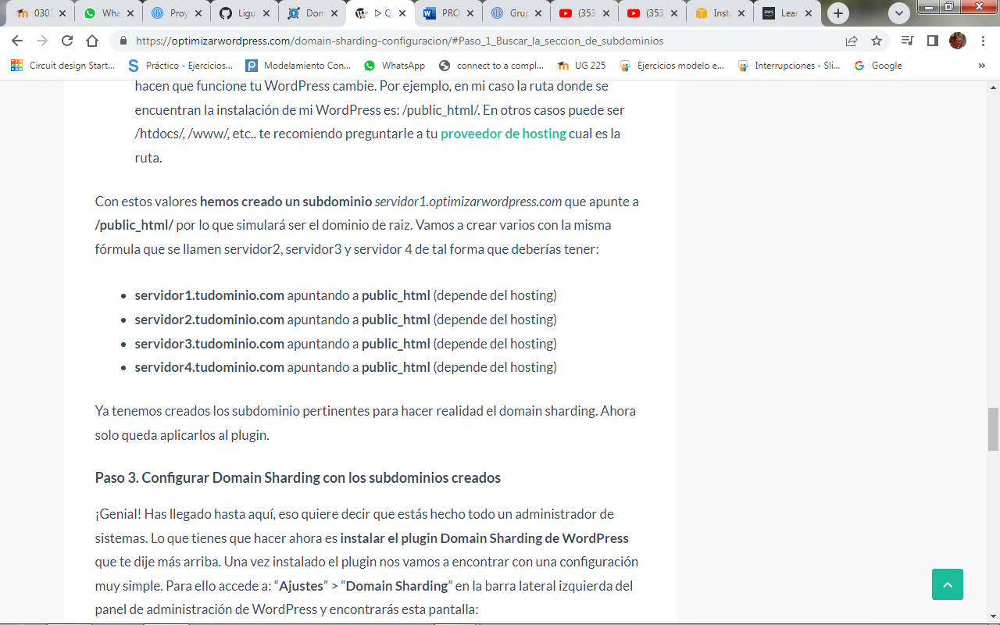 0301
Wha
Proy
Ligu
Don
▷ Q
PRO
Grup
(353
(353
Insta
Lear
https://optimizarwordpress.com/domain-sharding-configuracion/#Paso_1_Buscar_la_seccion_de_subdominios
Circuit design Start...
Práctico - Ejercicios...
Modelamiento Con...
WhatsApp
connect to a compl...
UG 225
Ejercicios modelo e...
Interrupciones - Sli...
Google
»
hacen que funcione tu WordPress cambie. Por ejemplo, en mi caso la ruta donde se
encuentran la instalación de mi WordPress es: /public_html/. En otros casos puede ser
/htdocs/, /www/, etc.. te recomiendo preguntarle a tu proveedor de hosting cual es la
ruta.
Con estos valores hemos creado un subdominio servidor1.optimizarwordpress.com que apunte a
/public_html/ por lo que simulará ser el dominio de raiz. Vamos a crear varios con la misma
fórmula que se llamen servidor2, servidor3 y servidor 4 de tal forma que deberías tener:
• servidor1.tudominio.com apuntando a public_html (depende del hosting)
• servidor2.tudominio.com apuntando a public_html (depende del hosting)
• servidor3.tudominio.com apuntando a public_html (depende del hosting)
• servidor4.tudominio.com apuntando a public_html (depende del hosting)
Ya tenemos creados los subdominio pertinentes para hacer realidad el domain sharding. Ahora
solo queda aplicarlos al plugin.
Paso 3. Configurar Domain Sharding con los subdominios creados
¡Genial! Has llegado hasta aquí, eso quiere decir que estás hecho todo un administrador de
sistemas. Lo que tienes que hacer ahora es instalar el plugin Domain Sharding de WordPress
que te dije más arriba. Una vez instalado el plugin nos vamos a encontrar con una configuración
muy simple. Para ello accede a: “Ajustes” > “Domain Sharding” en la barra lateral izquierda del
panel de administración de WordPress y encontrarás esta pantalla: